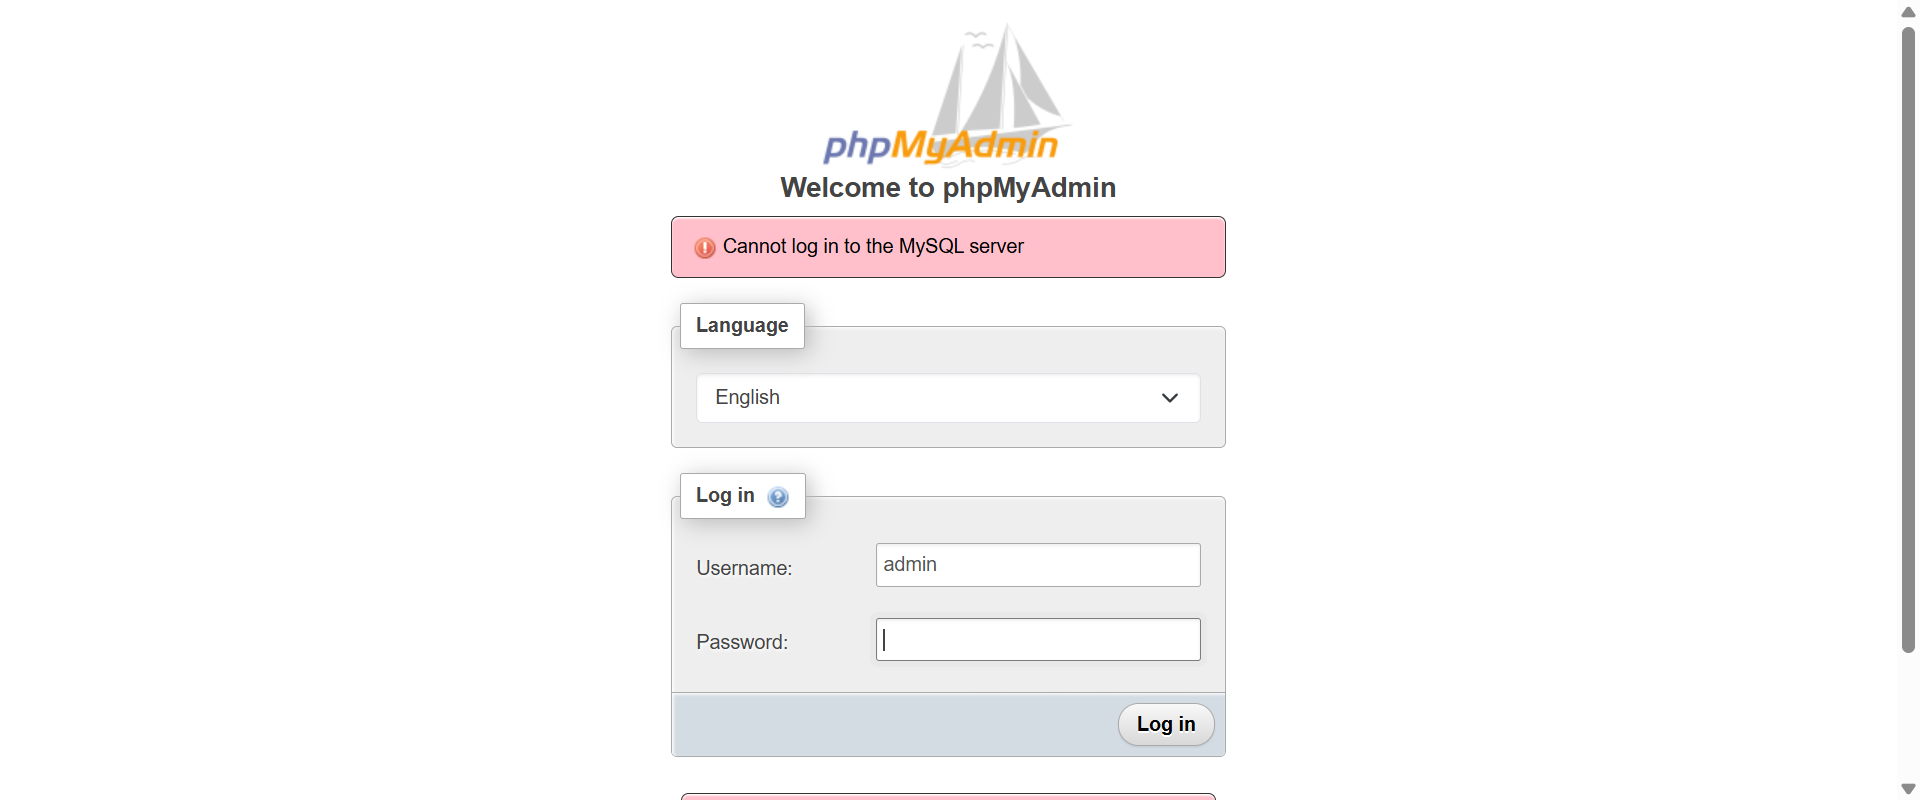 phpMyAdmin
Welcome to phpMyAdmin
Cannot log in to the MySQL server
Language
English
Log in
Username:
admin
Password:
Log in